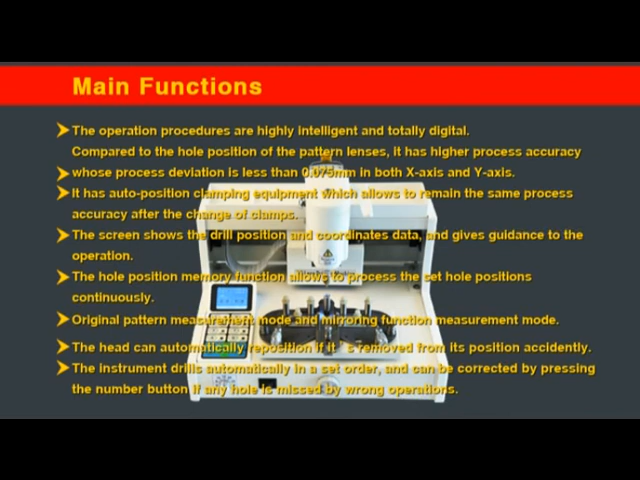 Main Functions
The operation procedures are highly intelligent and totally digital.
Compared to the hole position of the pattern lenses, it has higher process accuracy
whose process deviation is less than 0.075mm in both X-axis and Y-axis.
It has auto-position clamping equipment which allows to remain the same process
accuracy after the change of clamps.
The screen shows the drill position and coordinates data, and gives guidance to the
operation.
The hole position memory function allows to process the set hole positions
continuously.
Original pattern measurement mode and mirroring function measurement mode.
The head can automatically reposition if it's removed from its position accidently.
The instrument drills automatically in a set order, and can be corrected by pressing
the number button if any hole is missed by wrong operations.